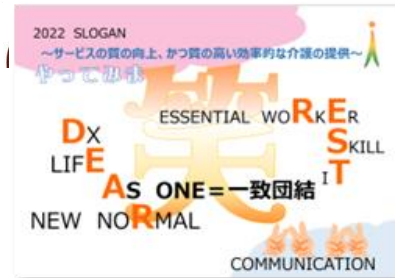 2022 SLOGAN
～サービスの質の向上、かつ質の高い効率的な介護の提供～
やってみま
笑
ESSENTIAL WORKER
DX
SKILL
LIFE
IT
AS ONE=一致団結
NEW NORMAL
COMMUNICATION